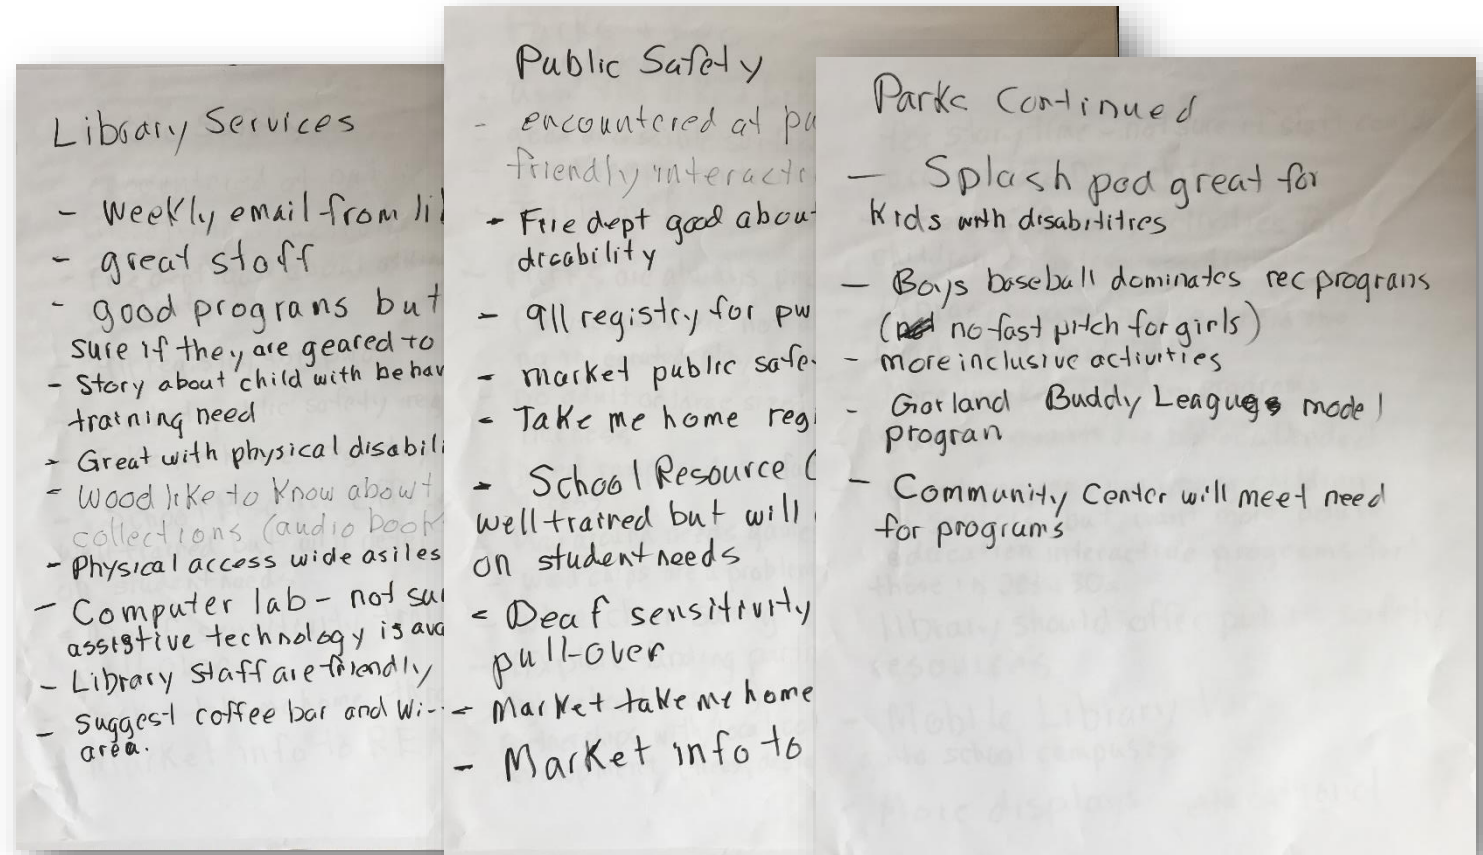 Library Services
- Weekly email from li
- great staff
- good programs but
sure if they are geared to
- Story about child with behav
training need
- Great with physical disabili
- Wood like to know about
collections (audio book
- Physical access wide asiles
- Computer lab - not su
assistive technology is ava
- Library staff are friendly
- suggest coffee bar and Wi-
area.
Public Safety
- encountered at pu
friendly interacti
- Fire dept good about
disability
- 911 registry for pw
- market public safe
- Take me home regi
- School Resource O
well trained but will
on student needs
- Deaf sensitivity
pull-over
- Market take me home
- Market info to
Parks Continued
- Splash pad great for
kids with disabilities
- Boys baseball dominates rec programs
(no fast pitch for girls)
- more inclusive activities
- Garland Buddy Leagues model
program
- Community Center will meet need
for programs